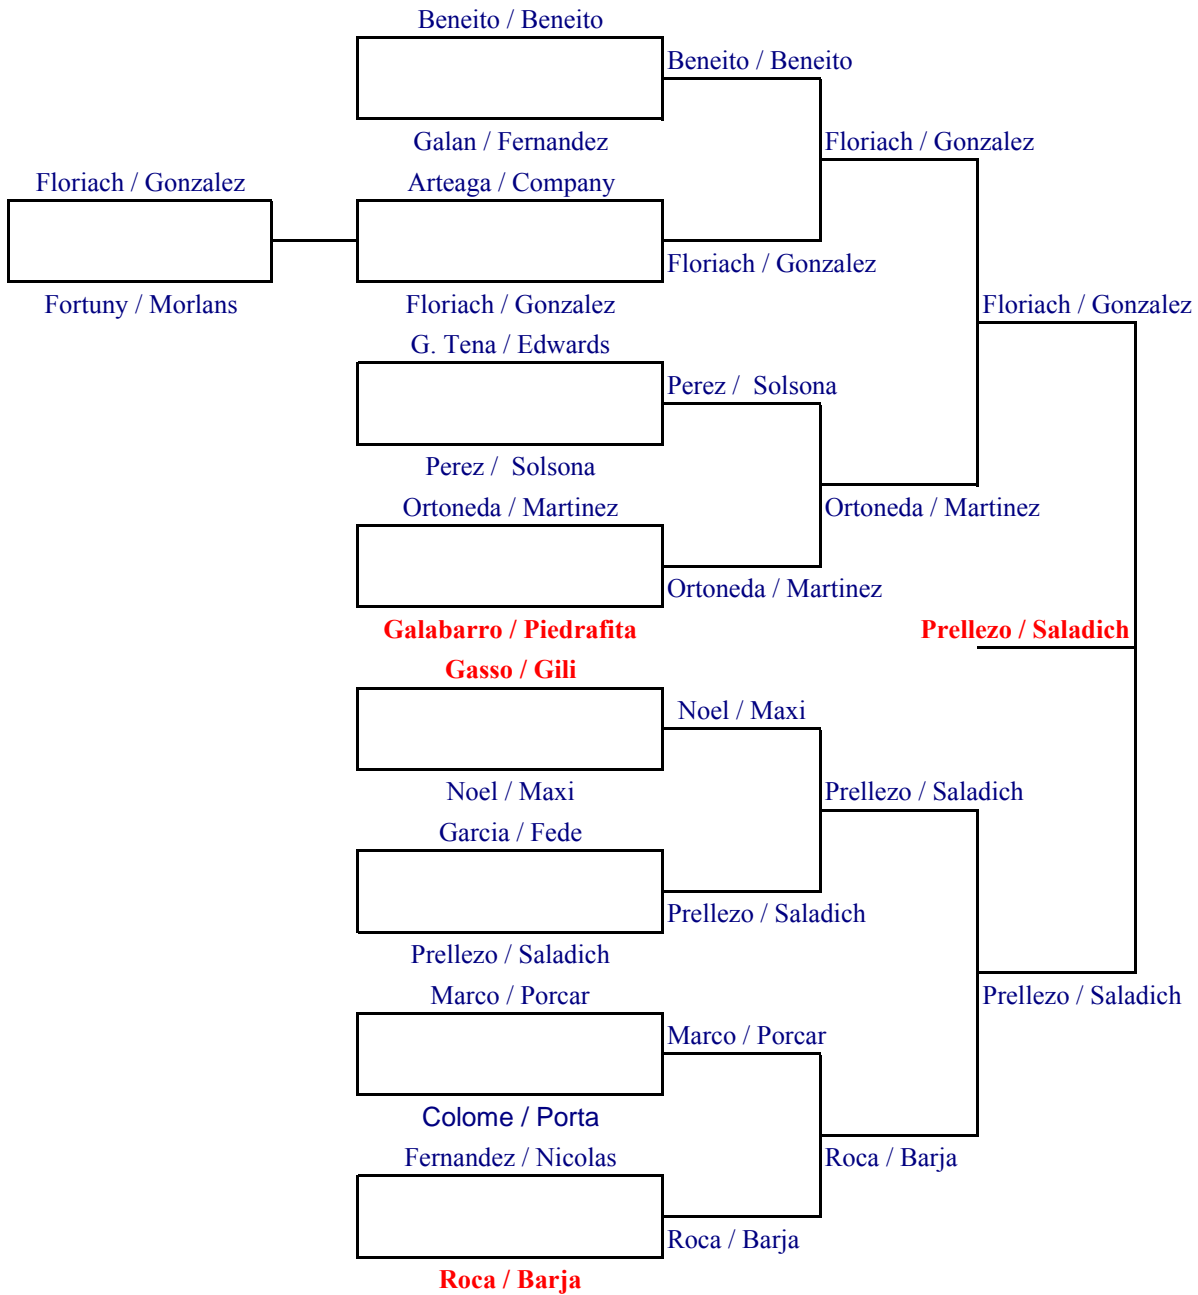 Beneito / Beneito
Beneito / Beneito
Galan / Fernandez
Floriach / Gonzalez
Floriach / Gonzalez
Arteaga / Company
Floriach / Gonzalez
Fortuny / Morlans
Floriach / Gonzalez
Floriach / Gonzalez
G. Tena / Edwards
Perez /  Solsona
Perez /  Solsona
Ortoneda / Martinez
Ortoneda / Martinez
Ortoneda / Martinez
Galabarro / Piedrafita
Prellezo / Saladich
Gasso / Gili
Noel / Maxi
Noel / Maxi
Prellezo / Saladich
Garcia / Fede
Prellezo / Saladich
Prellezo / Saladich
Marco / Porcar
Prellezo / Saladich
Marco / Porcar
Colome / Porta
Fernandez / Nicolas
Roca / Barja
Roca / Barja
Roca / Barja